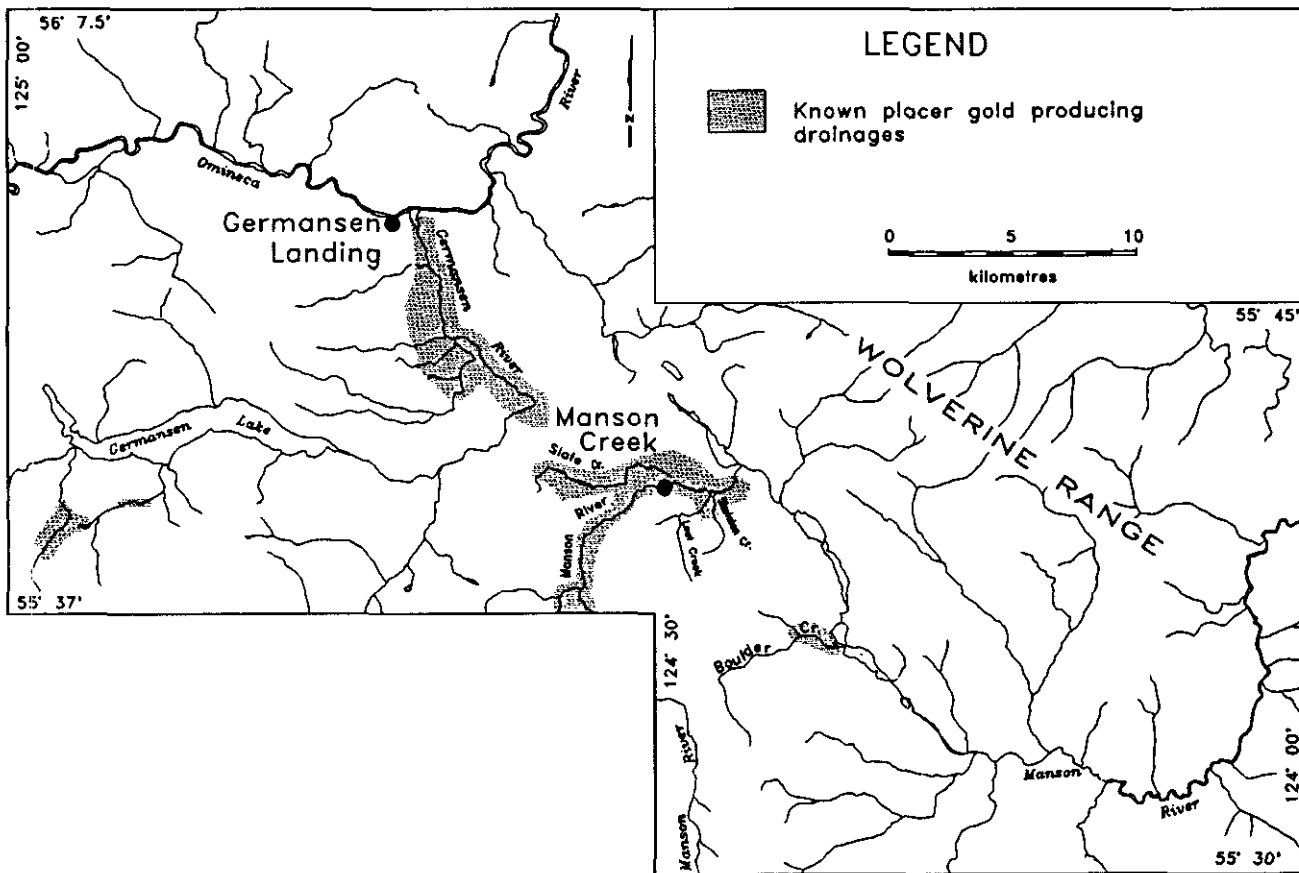 56' 7.5'
125' 00'
River
N
LEGEND
Known placer gold producing
drainages
Omineca
Germansen
Landing
Germansen
0 5 10
kilometres
55' 45'
River
WOLVERINE RANGE
Manson
Creek
Germansen Lake
Slate Cr.
River
Manson
Lost Creek
Cr.
55' 37'
124' 30'
Boulder Cr.
Manson River
124' 00'
Manson
River
Manson River
55' 30'